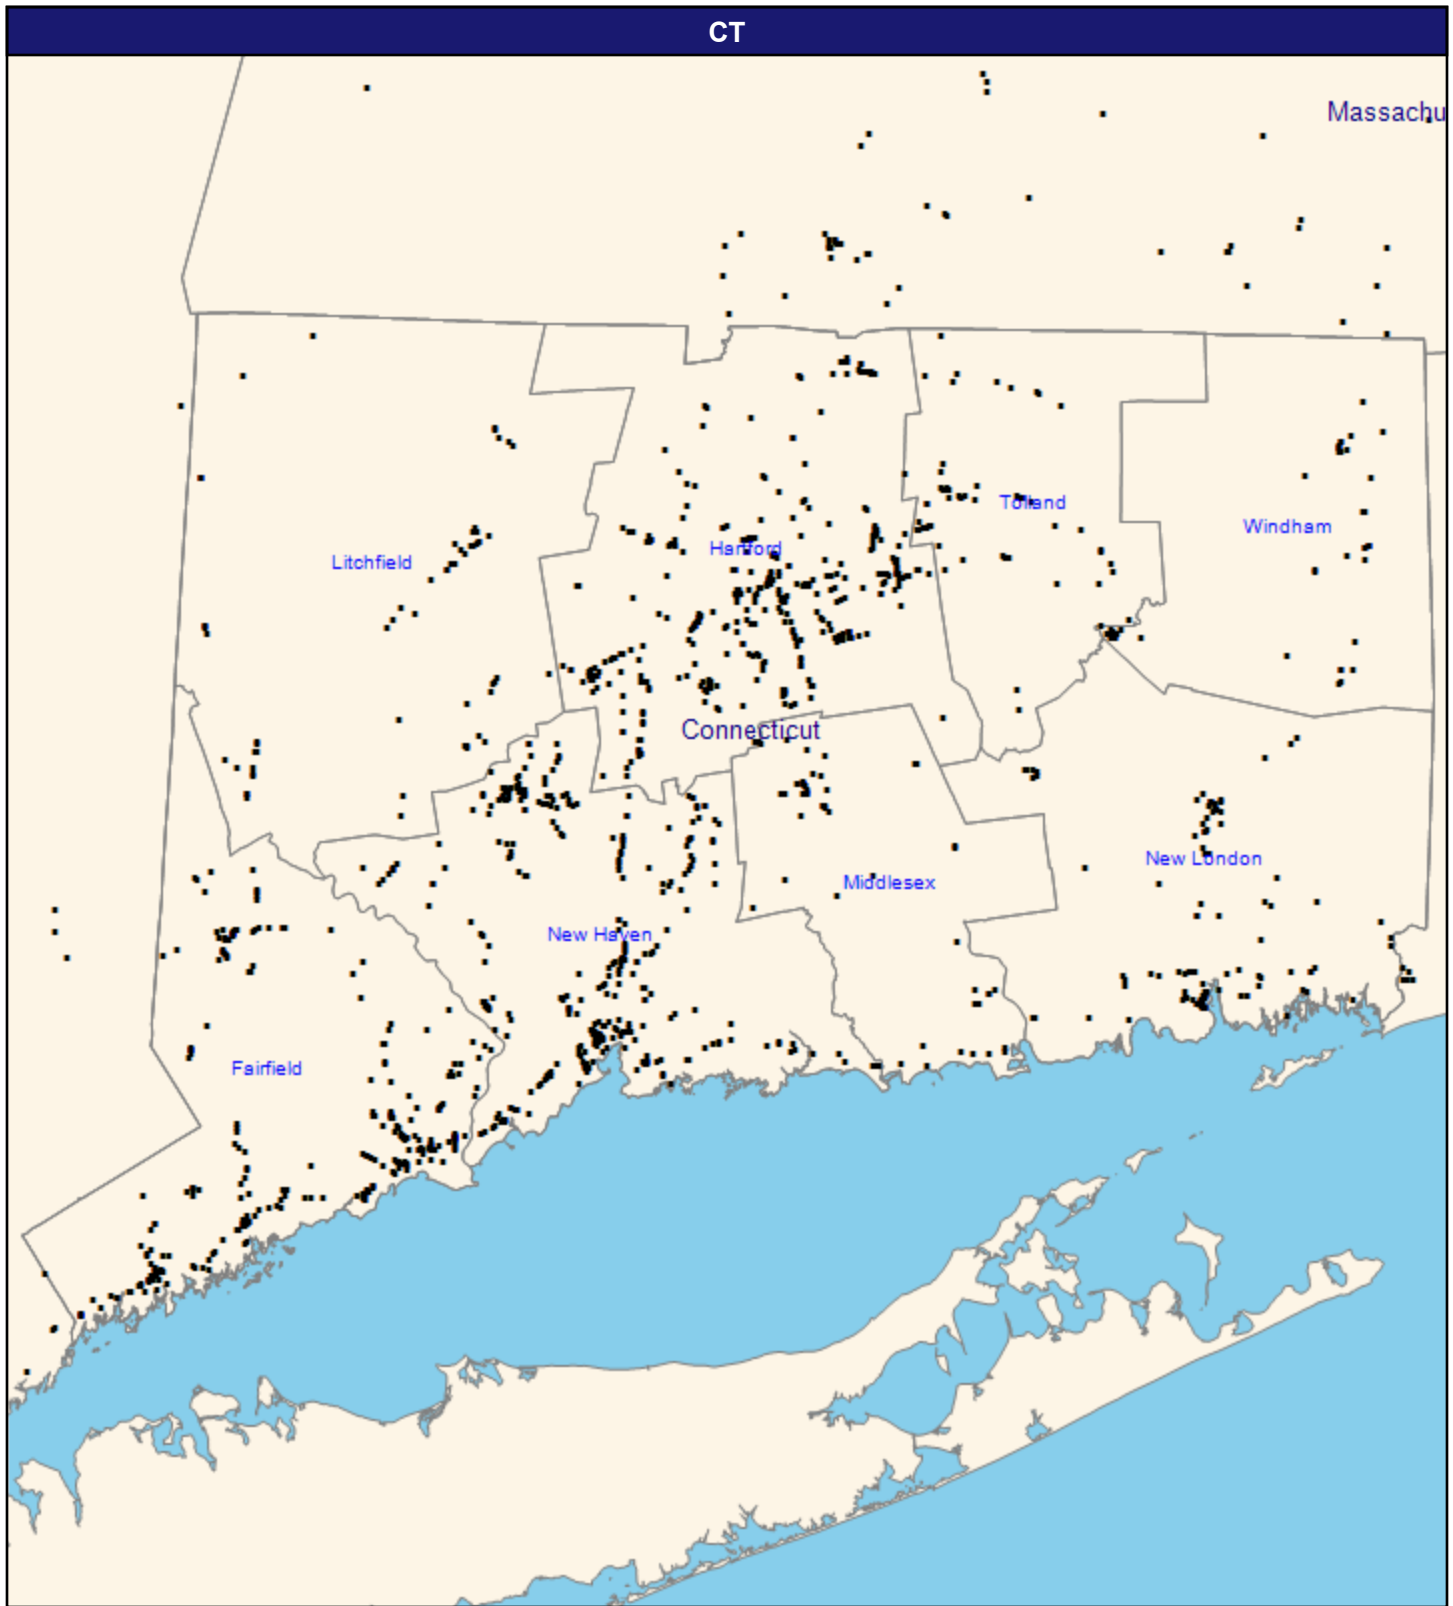 CT
Massachu
Tolland
Windham
Hartford
Litchfield
Connecticut
New London
Middlesex
New Haven
Fairfield